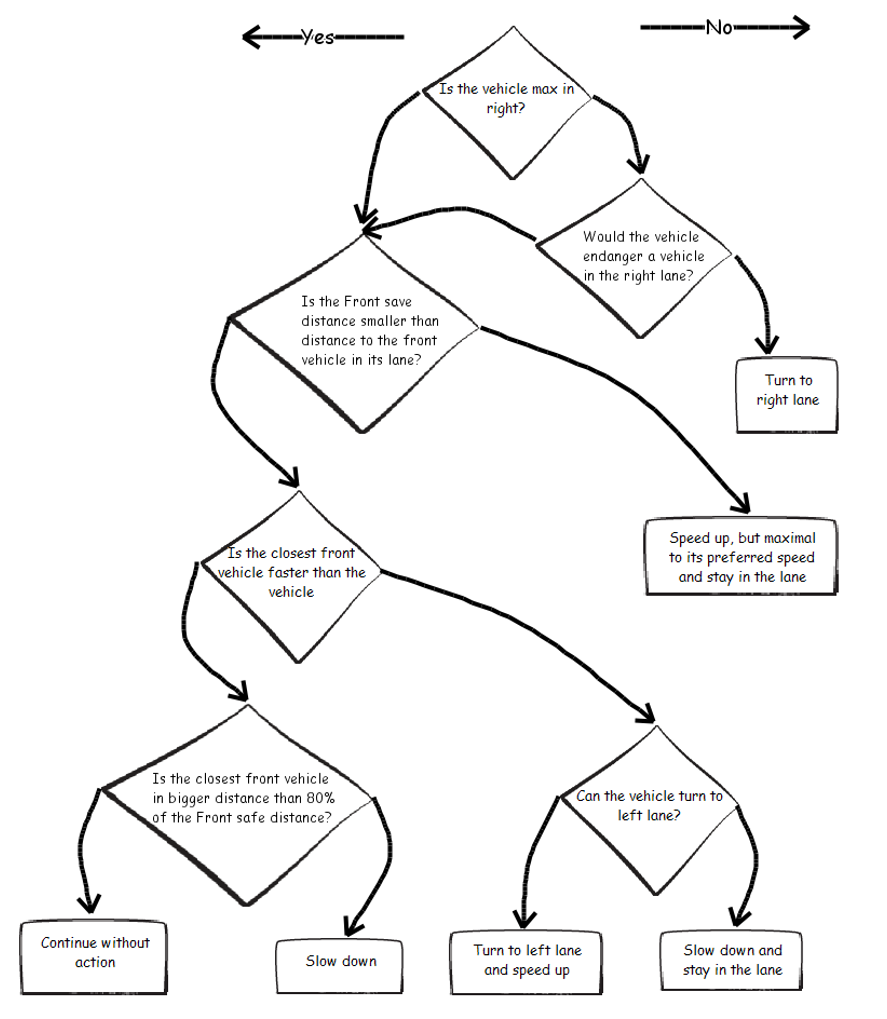 Yes
No
Is the vehicle max in
right?
Would the vehicle
endanger a vehicle
in the right lane?
Is the Front save
distance smaller than
distance to the front
vehicle in its lane?
Turn to
right lane
Speed up, but maximal
to its preferred speed
and stay in the lane
Is the closest front
vehicle faster than the
vehicle
Is the closest front vehicle
in bigger distance than 80%
of the Front safe distance?
Can the vehicle turn to
left lane?
Continue without
action
Slow down
Turn to left lane
and speed up
Slow down and
stay in the lane